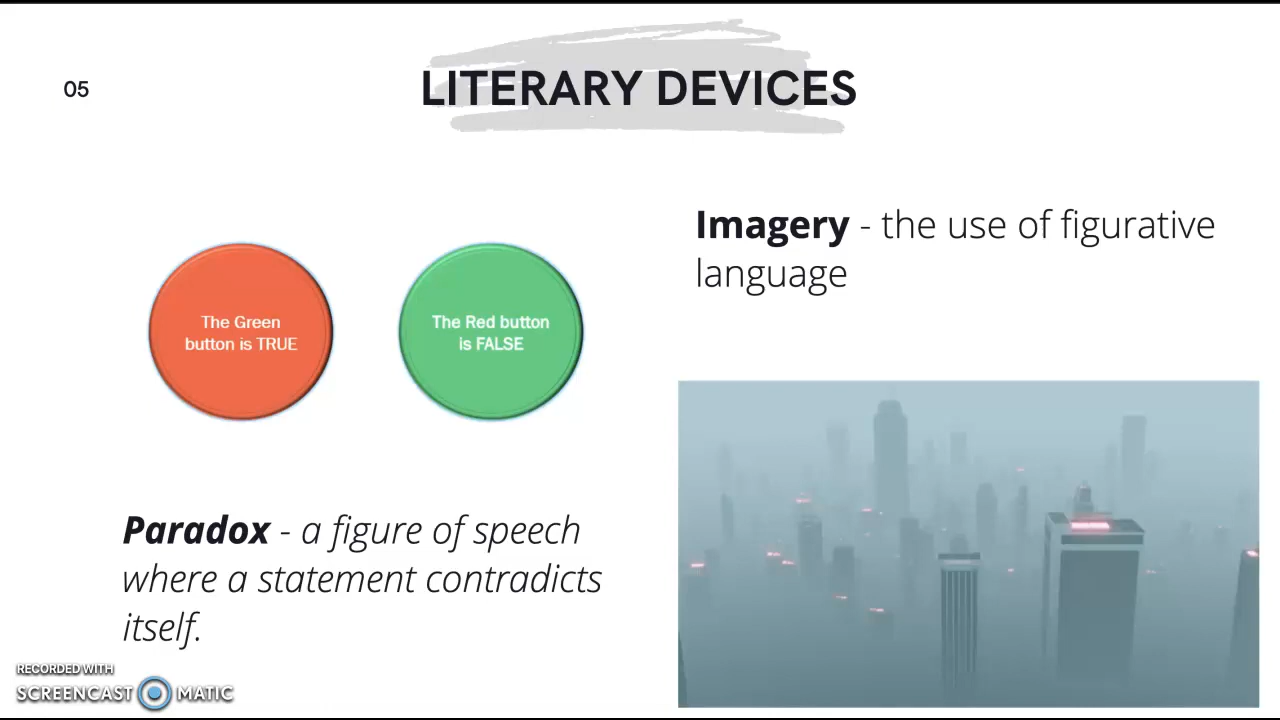 05
LITERARY DEVICES
The Green
button is TRUE
The Red button
is FALSE
Paradox - a figure of speech
where a statement contradicts
itself.
Imagery - the use of figurative
language
RECORDED WITH
SCREENCAST MATIC